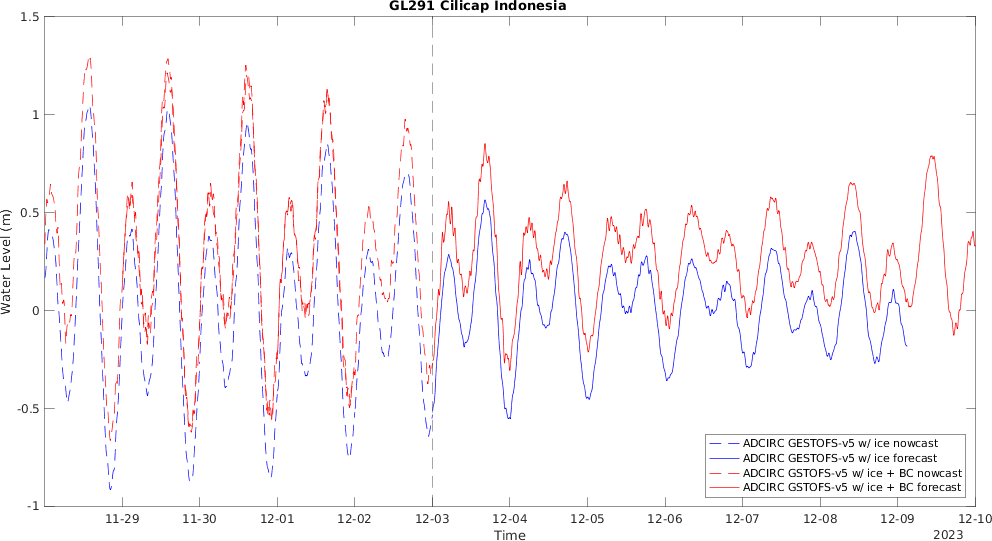 GL291 Cilicap Indonesia
1.5
1
0.5
0
-0.5
-1
Water Level (m)
11-29
11-30
12-01
12-02
12-03
12-04
12-05
12-06
12-07
12-08
12-09
12-10
Time
2023
ADCIRC GESTOFS-v5 w/ ice nowcast
ADCIRC GESTOFS-v5 w/ ice forecast
ADCIRC GSTOFS-v5 w/ ice + BC nowcast
ADCIRC GSTOFS-v5 w/ ice + BC forecast